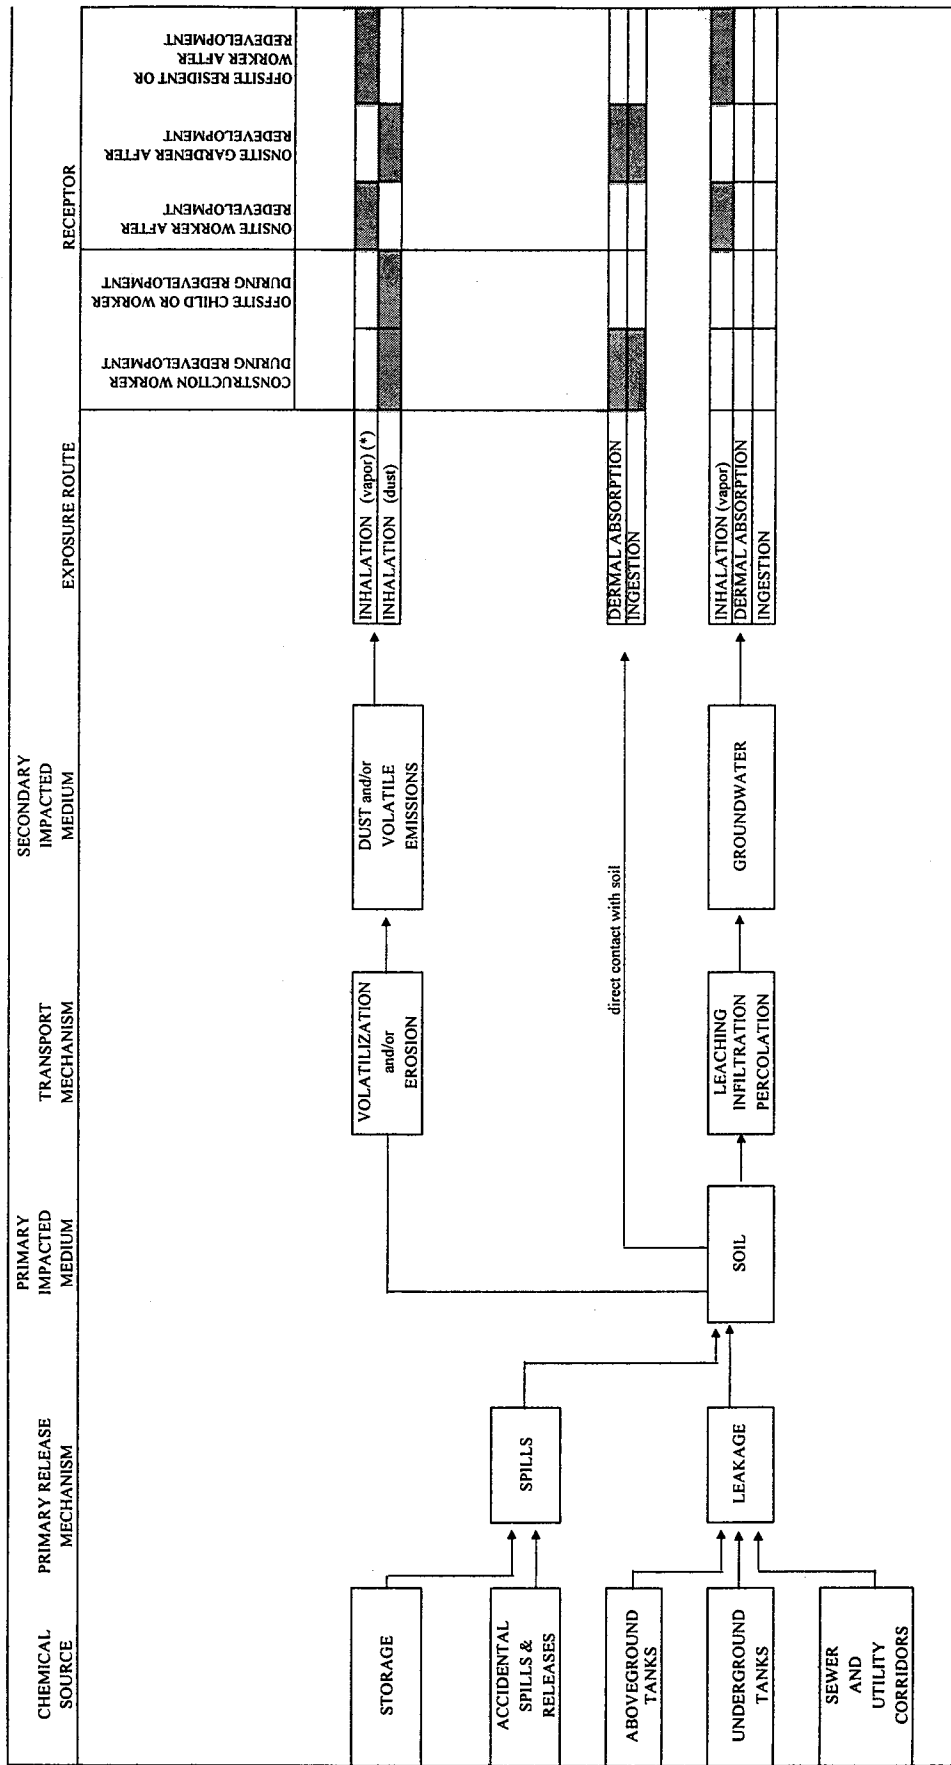 CHEMICAL
SOURCE
PRIMARY RELEASE
MECHANISM
PRIMARY
IMPACTED
MEDIUM
TRANSPORT
MECHANISM
SECONDARY
IMPACTED
MEDIUM
EXPOSURE ROUTE
RECEPTOR
CONSTRUCTION WORKER
DURING REDEVELOPMENT
OFFSITE CHILD OR WORKER
DURING REDEVELOPMENT
ONSITE WORKER AFTER
REDEVELOPMENT
ONSITE GARDENER AFTER
REDEVELOPMENT
OFFSITE RESIDENT OR
WORKER AFTER
REDEVELOPMENT
STORAGE
ACCIDENTAL
SPILLS &
RELEASES
ABOVEGROUND
TANKS
UNDERGROUND
TANKS
SEWER
AND
UTILITY
CORRIDORS
SPILLS
LEAKAGE
SOIL
VOLATILIZATION
and/or
EROSION
direct contact with soil
LEACHING
INFILTRATION
PERCOLATION
DUST and/or
VOLATILE
EMISSIONS
GROUNDWATER
INHALATION (vapor) (*)
INHALATION (dust)
DERMAL ABSORPTION
INGESTION
INHALATION (vapor)
DERMAL ABSORPTION
INGESTION